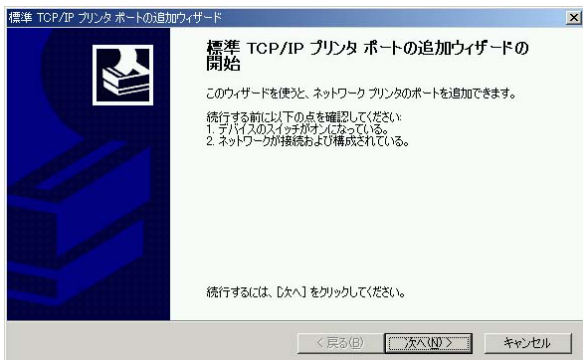 標準 TCP/IP プリンタ ポートの追加ウィザード
標準 TCP/IP プリンタ ポートの追加ウィザードの
開始
このウィザードを使うと、ネットワーク プリンタのポートを追加できます。
続行する前に以下の点を確認してください:
1. デバイスのスイッチがオンになっている。
2. ネットワークが接続および構成されている。
続行するには、[次へ] をクリックしてください。
< 戻る(B)
次へ(N) >
キャンセル